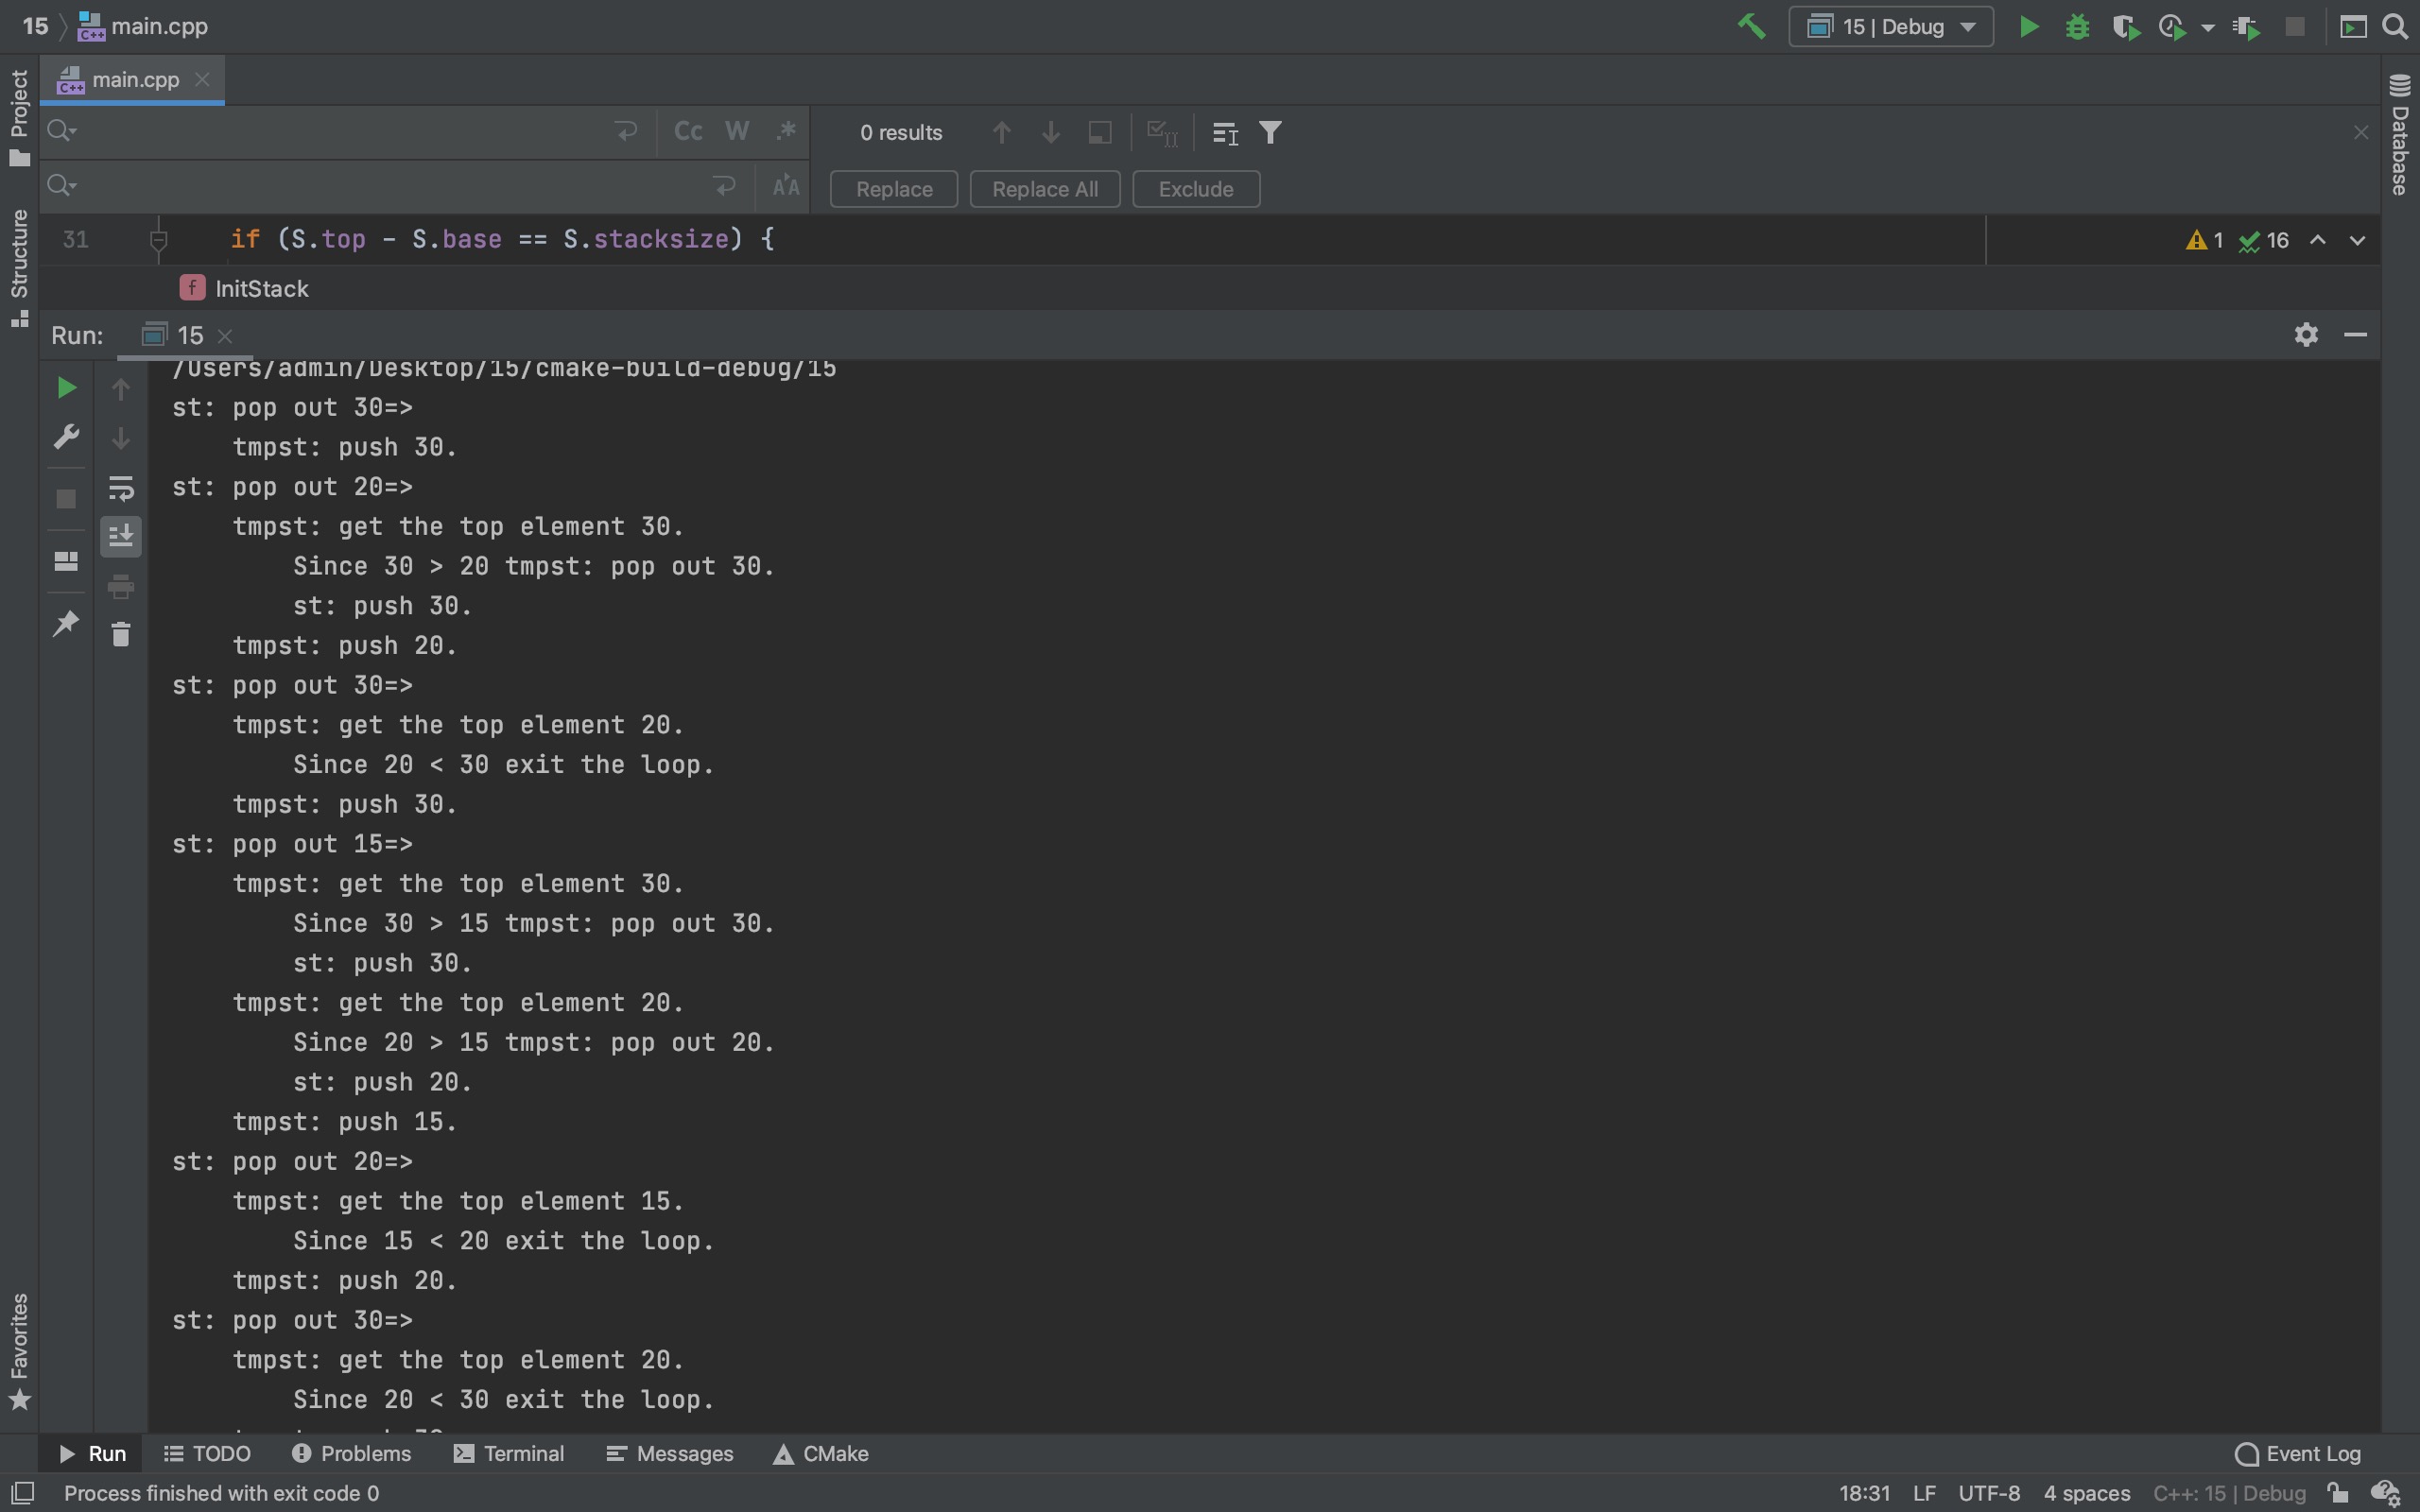 15 main.cpp
15 | Debug
main.cpp
Project
Structure
Favorites
Database
Cc W .*
0 results
Replace Replace All Exclude
31 if (S.top - S.base == S.stacksize) {
1 16
f InitStack
Run: 15
/Users/admin/Desktop/15/cmake-build-debug/15
st: pop out 30=>
tmpst: push 30.
st: pop out 20=>
tmpst: get the top element 30.
Since 30 > 20 tmpst: pop out 30.
st: push 30.
tmpst: push 20.
st: pop out 30=>
tmpst: get the top element 20.
Since 20 < 30 exit the loop.
tmpst: push 30.
st: pop out 15=>
tmpst: get the top element 30.
Since 30 > 15 tmpst: pop out 30.
st: push 30.
tmpst: get the top element 20.
Since 20 > 15 tmpst: pop out 20.
st: push 20.
tmpst: push 15.
st: pop out 20=>
tmpst: get the top element 15.
Since 15 < 20 exit the loop.
tmpst: push 20.
st: pop out 30=>
tmpst: get the top element 20.
Since 20 < 30 exit the loop.
Run TODO Problems Terminal Messages CMake Event Log
Process finished with exit code 0 18:31 LF UTF-8 4 spaces C++: 15 | Debug